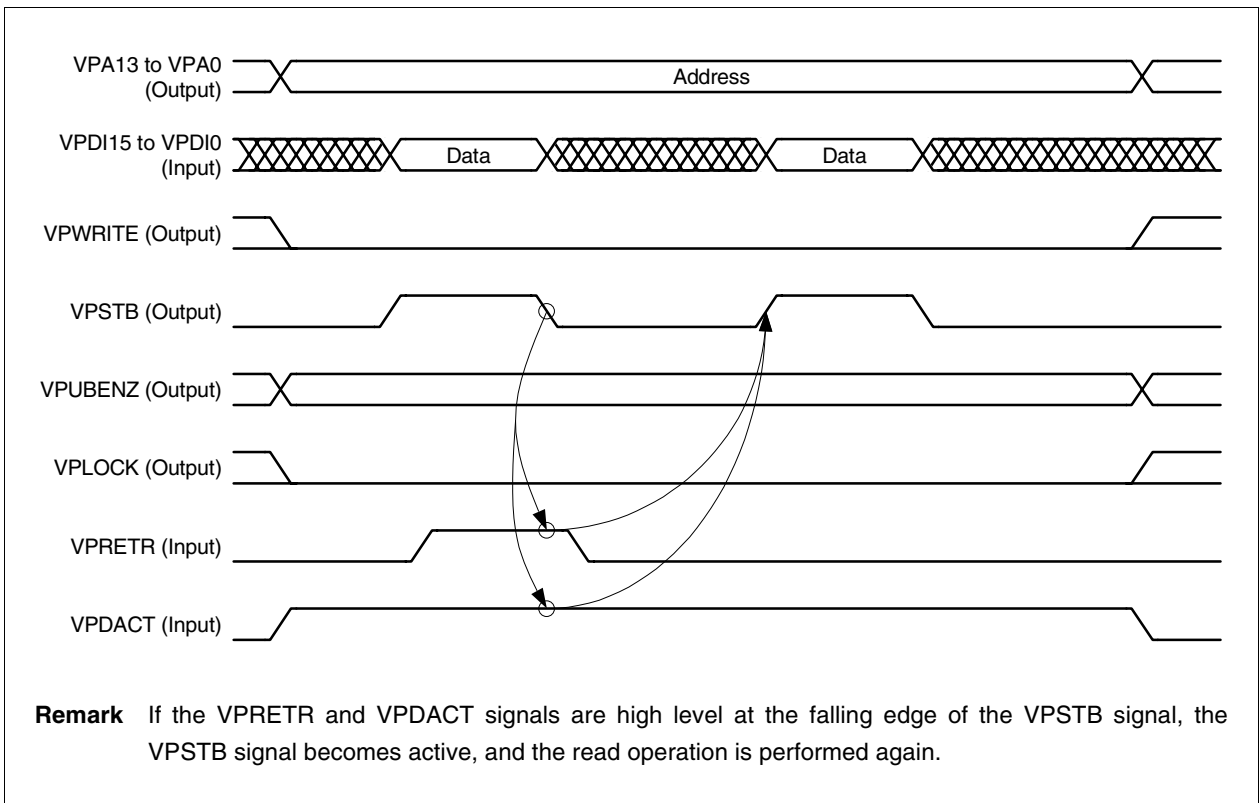 VPA13 to VPA0
(Output)
Address
VPDI15 to VPDI0
(Input)
Data
Data
VPWRITE (Output)
VPSTB (Output)
VPUBENZ (Output)
VPLOCK (Output)
VPRETR (Input)
VPDACT (Input)
Remark If the VPRETR and VPDACT signals are high level at the falling edge of the VPSTB signal, the
VPSTB signal becomes active, and the read operation is performed again.